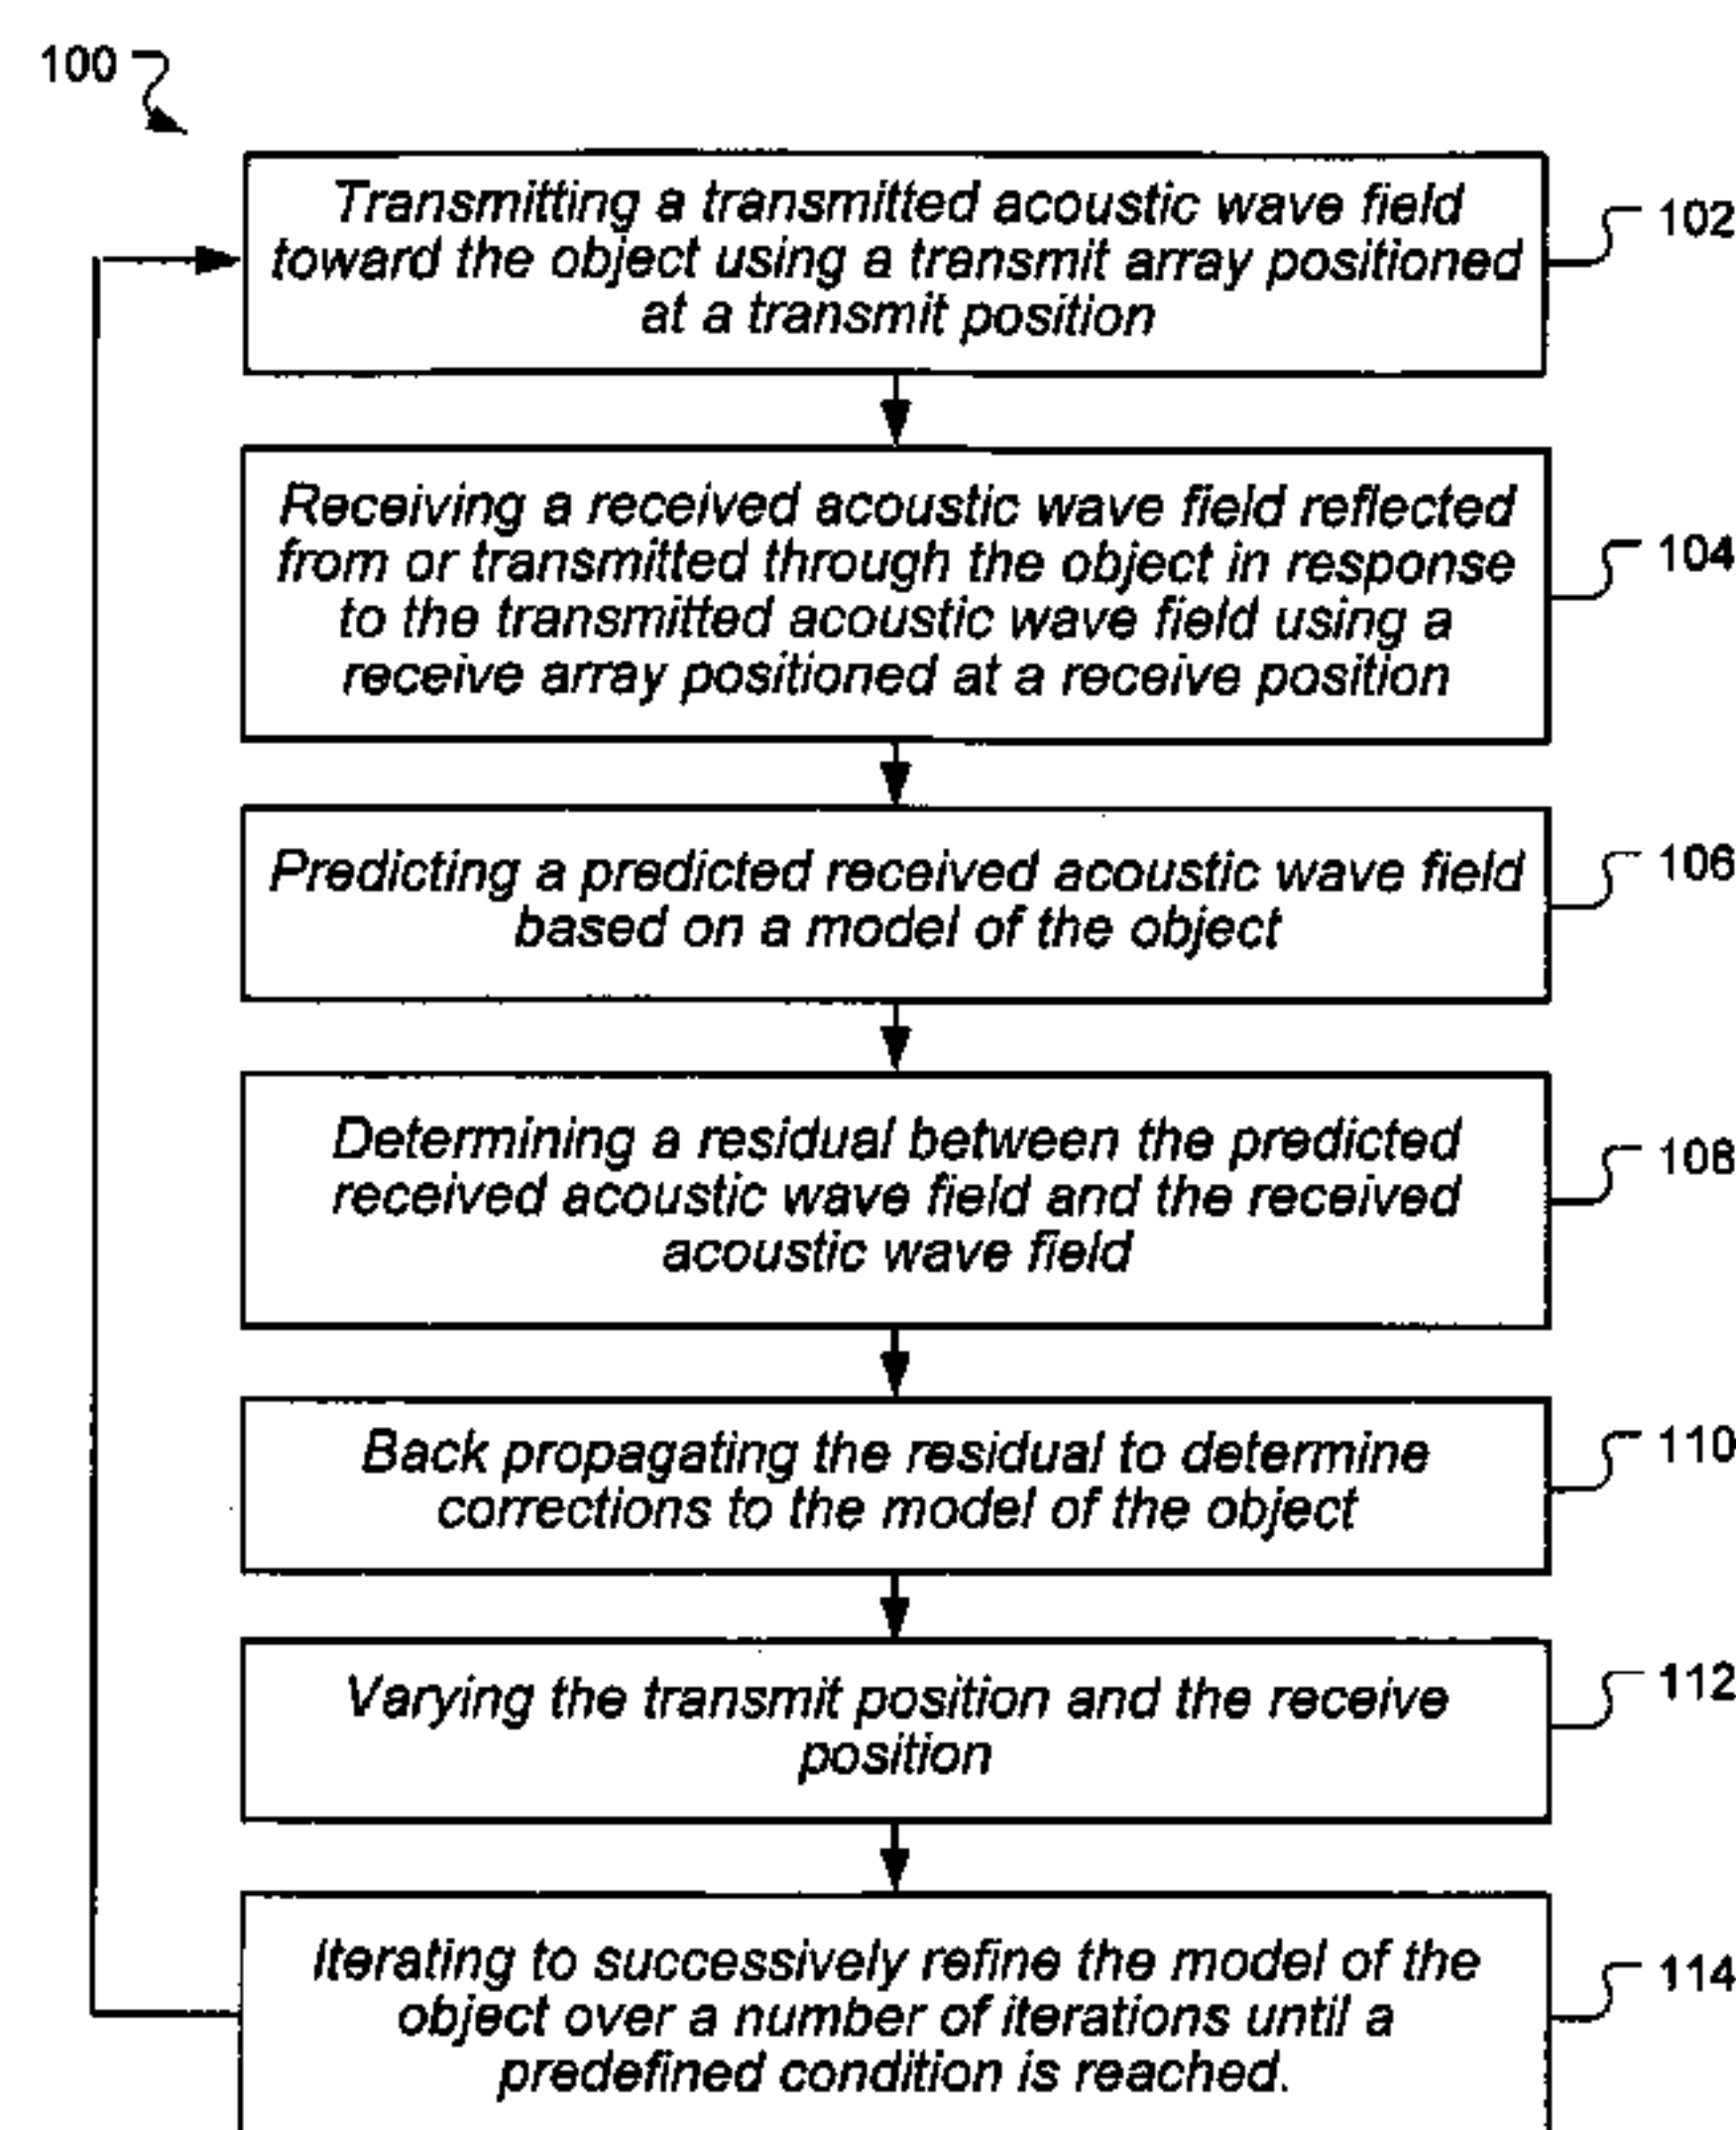 100
Transmitting a transmitted acoustic wave field
toward the object using a transmit array positioned
at a transmit position
102
Receiving a received acoustic wave field reflected
from or transmitted through the object in response
to the transmitted acoustic wave field using a
receive array positioned at a receive position
104
Predicting a predicted received acoustic wave field
based on a model of the object
106
Determining a residual between the predicted
received acoustic wave field and the received
acoustic wave field
108
Back propagating the residual to determine
corrections to the model of the object
110
Varying the transmit position and the receive
position
112
Iterating to successively refine the model of the
object over a number of iterations until a
predefined condition is reached.
114